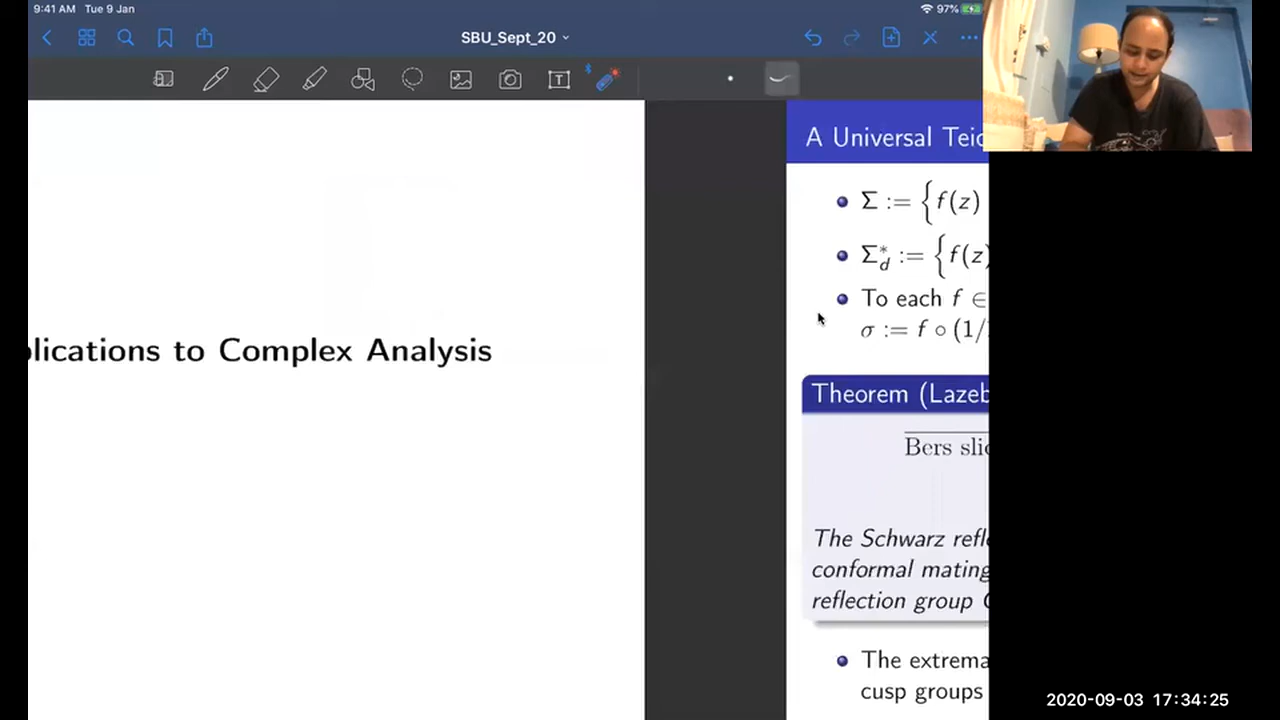 9:41 AM Tue 9 Jan
97%
SBU_Sept_20
T
plications to Complex Analysis
A Universal Teic
Σ := {f(z)
Σ*_d := {f(z)
To each f ∈
σ := f ∘ (1/
Theorem (Lazeb
Bers slic
The Schwarz refle
conformal mating
reflection group
The extrema
cusp groups
2020-09-03 17:34:25